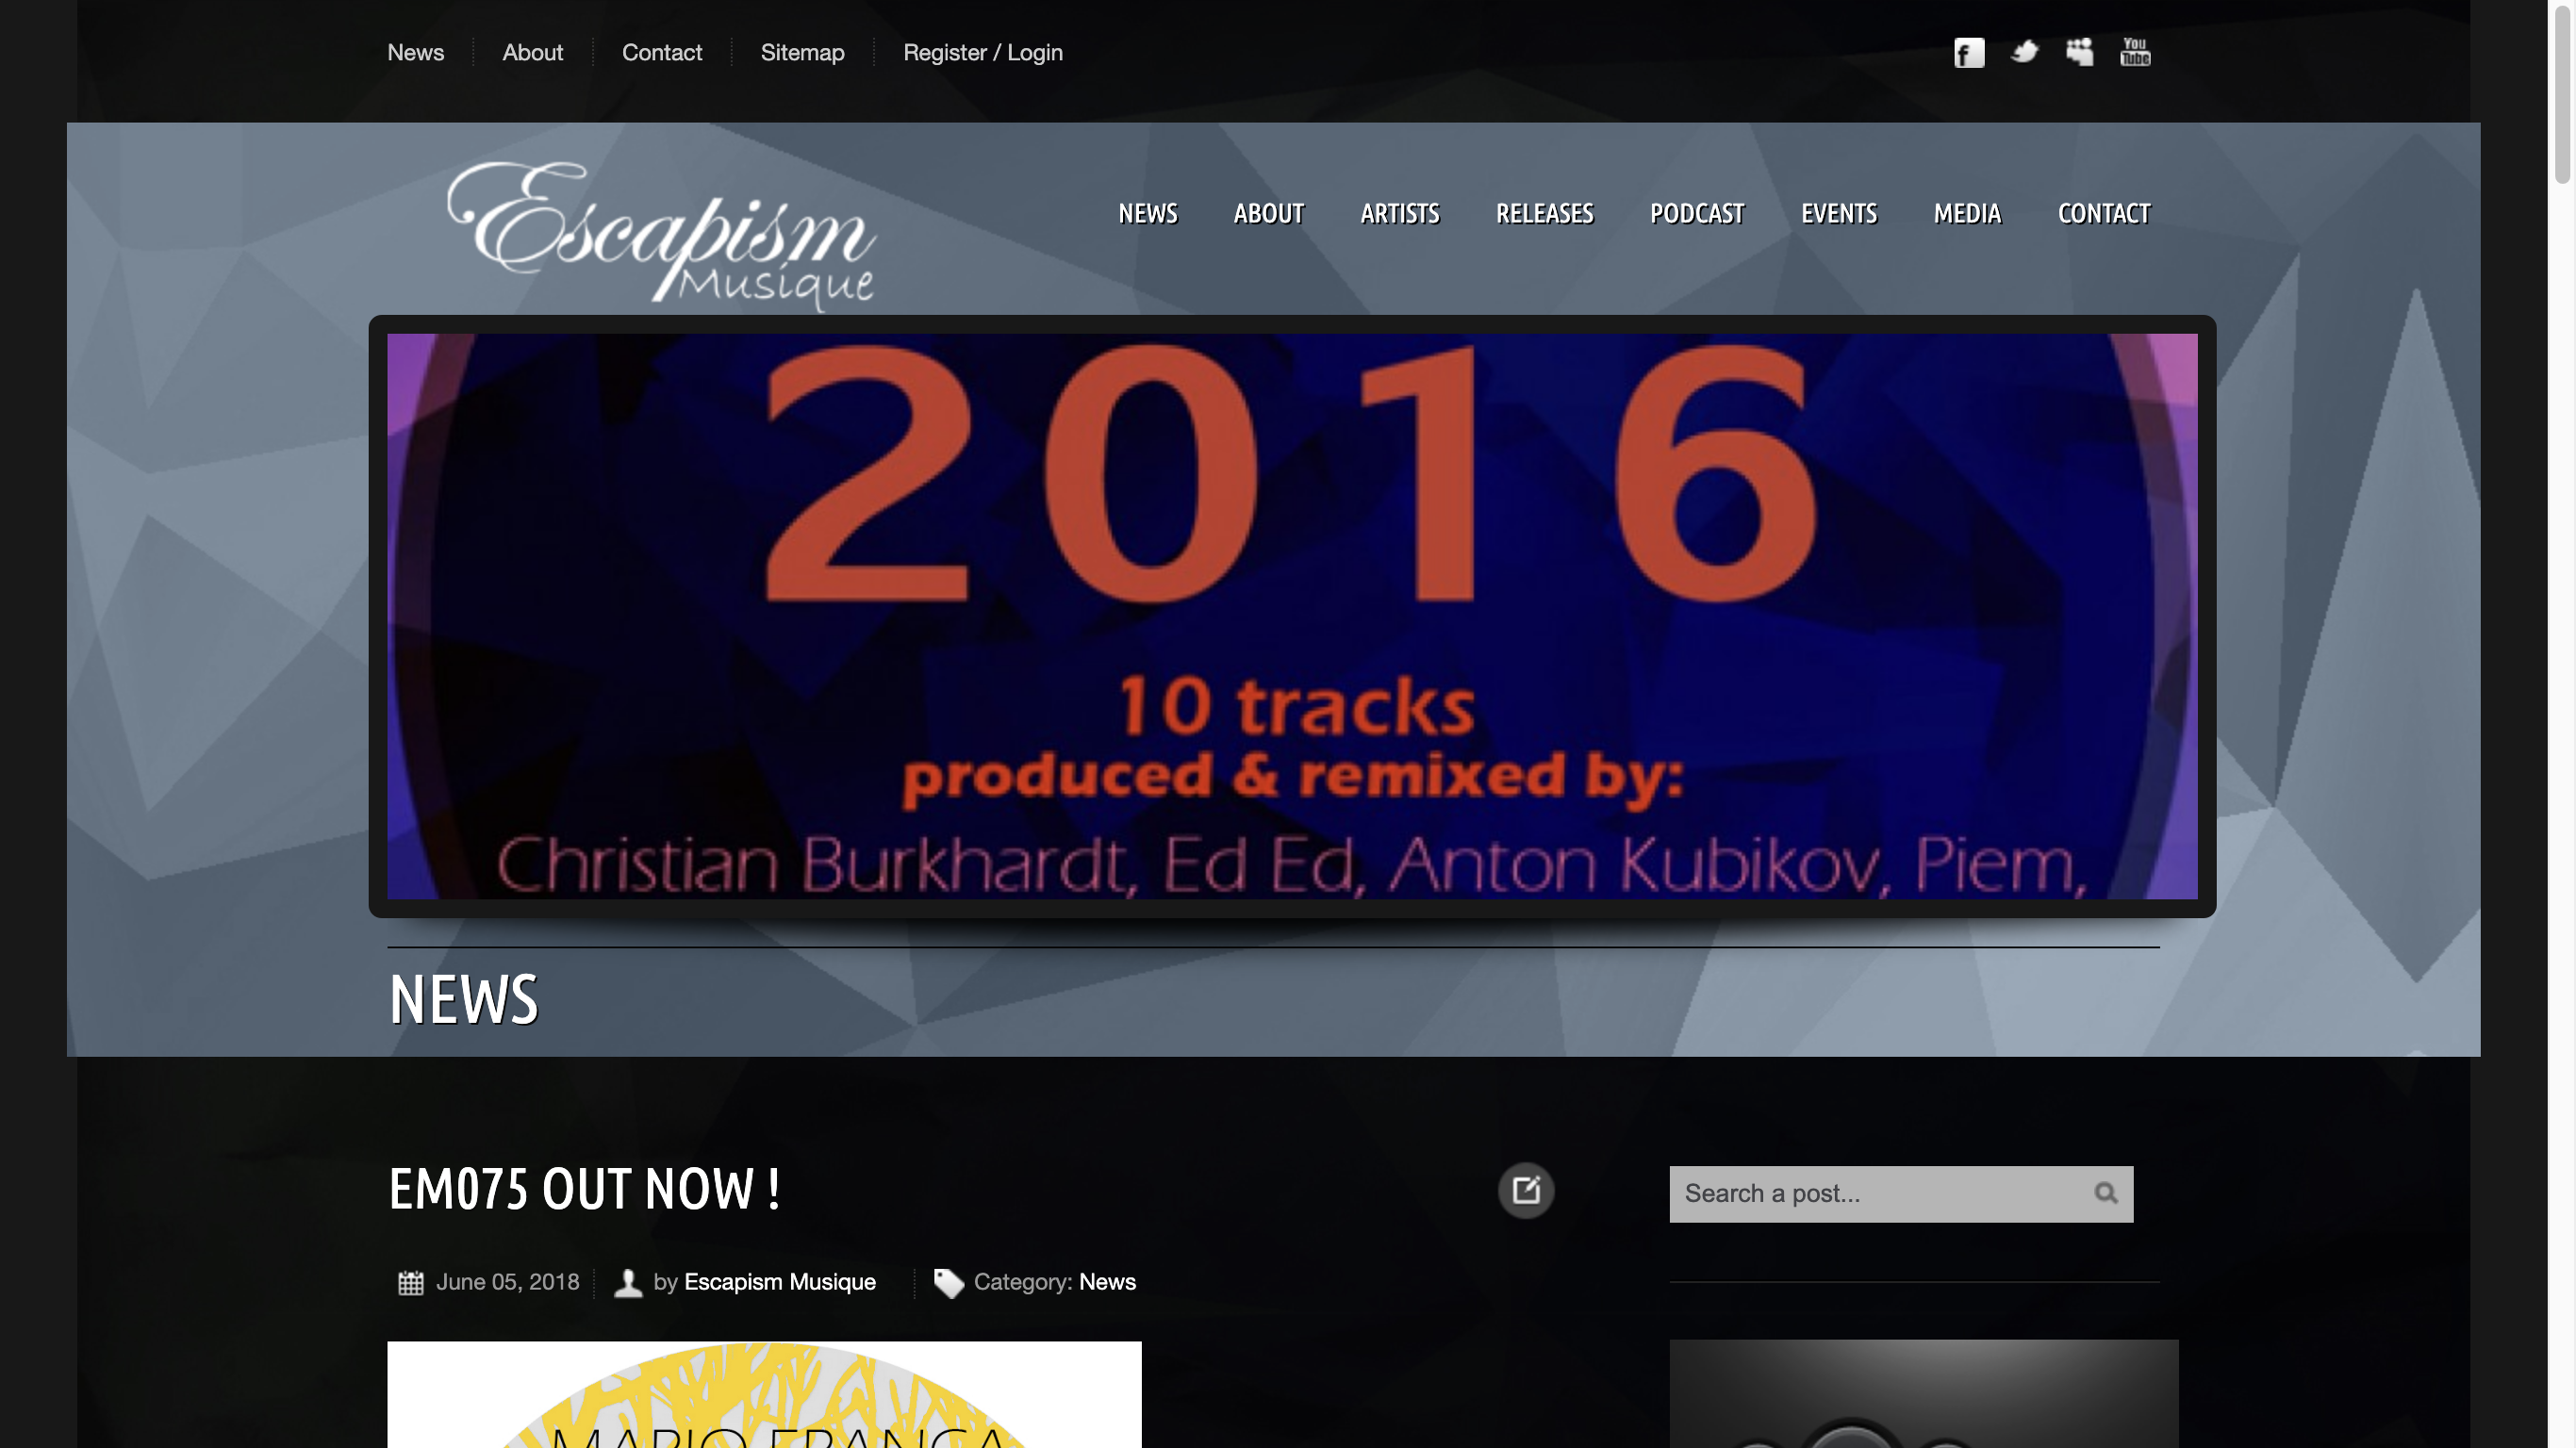 News
About
Contact
Sitemap
Register / Login
f
You
Tube
Escapism
Musique
NEWS
ABOUT
ARTISTS
RELEASES
PODCAST
EVENTS
MEDIA
CONTACT
2016
10 tracks
produced & remixed by:
Christian Burkhardt, Ed Ed, Anton Kubikov, Piem,
NEWS
EM075 OUT NOW !
Search a post...
June 05, 2018
by Escapism Musique
Category: News
MARIO FRANCA